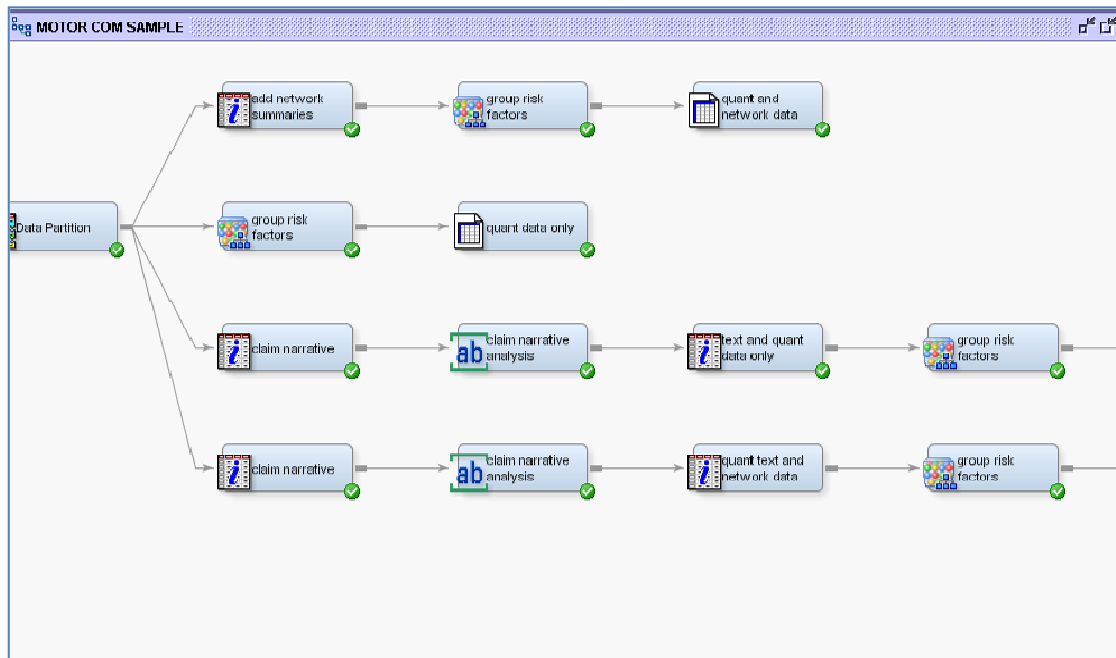 MOTOR COM SAMPLE
add network
summaries
group risk
factors
quant and
network data
Data Partition
group risk
factors
quant data only
claim narrative
ab
claim narrative
analysis
text and quant
data only
group risk
factors
claim narrative
ab
claim narrative
analysis
quant text and
network data
group risk
factors